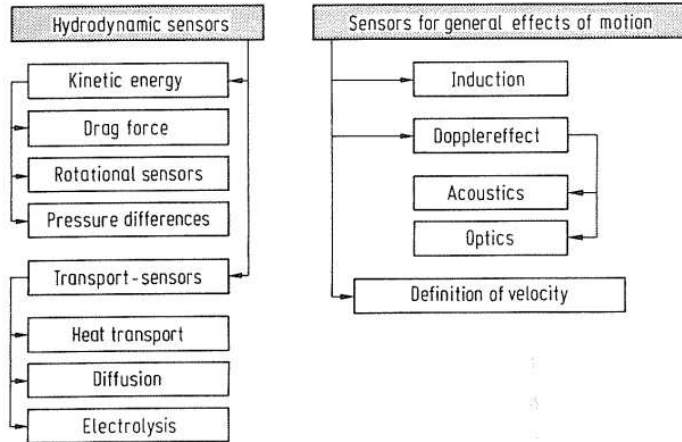 Hydrodynamic sensors
Kinetic energy
Drag force
Rotational sensors
Pressure differences
Transport-sensors
Heat transport
Diffusion
Electrolysis
Sensors for general effects of motion
Induction
Dopplereffect
Acoustics
Optics
Definition of velocity